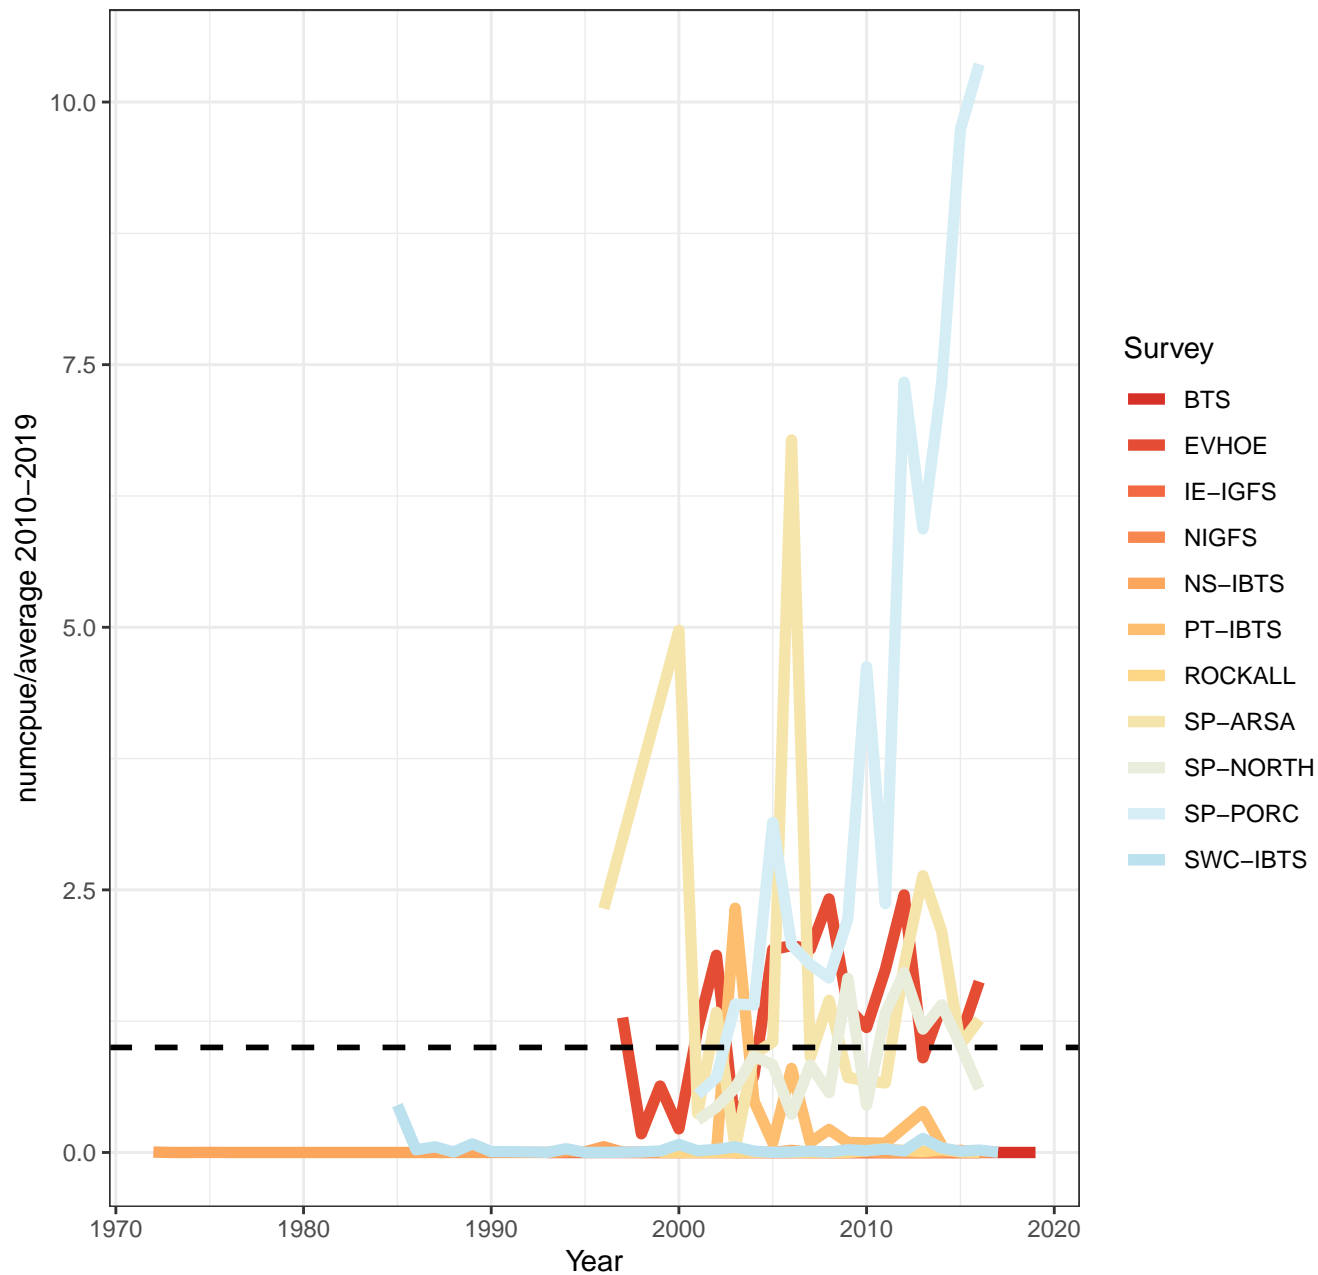 10.0
7.5
5.0
2.5
0.0
numcpue/average 2010−2019
1970
1980
1990
2000
2010
2020
Year
Survey
BTS
EVHOE
IE−IGFS
NIGFS
NS−IBTS
PT−IBTS
ROCKALL
SP−ARSA
SP−NORTH
SP−PORC
SWC−IBTS